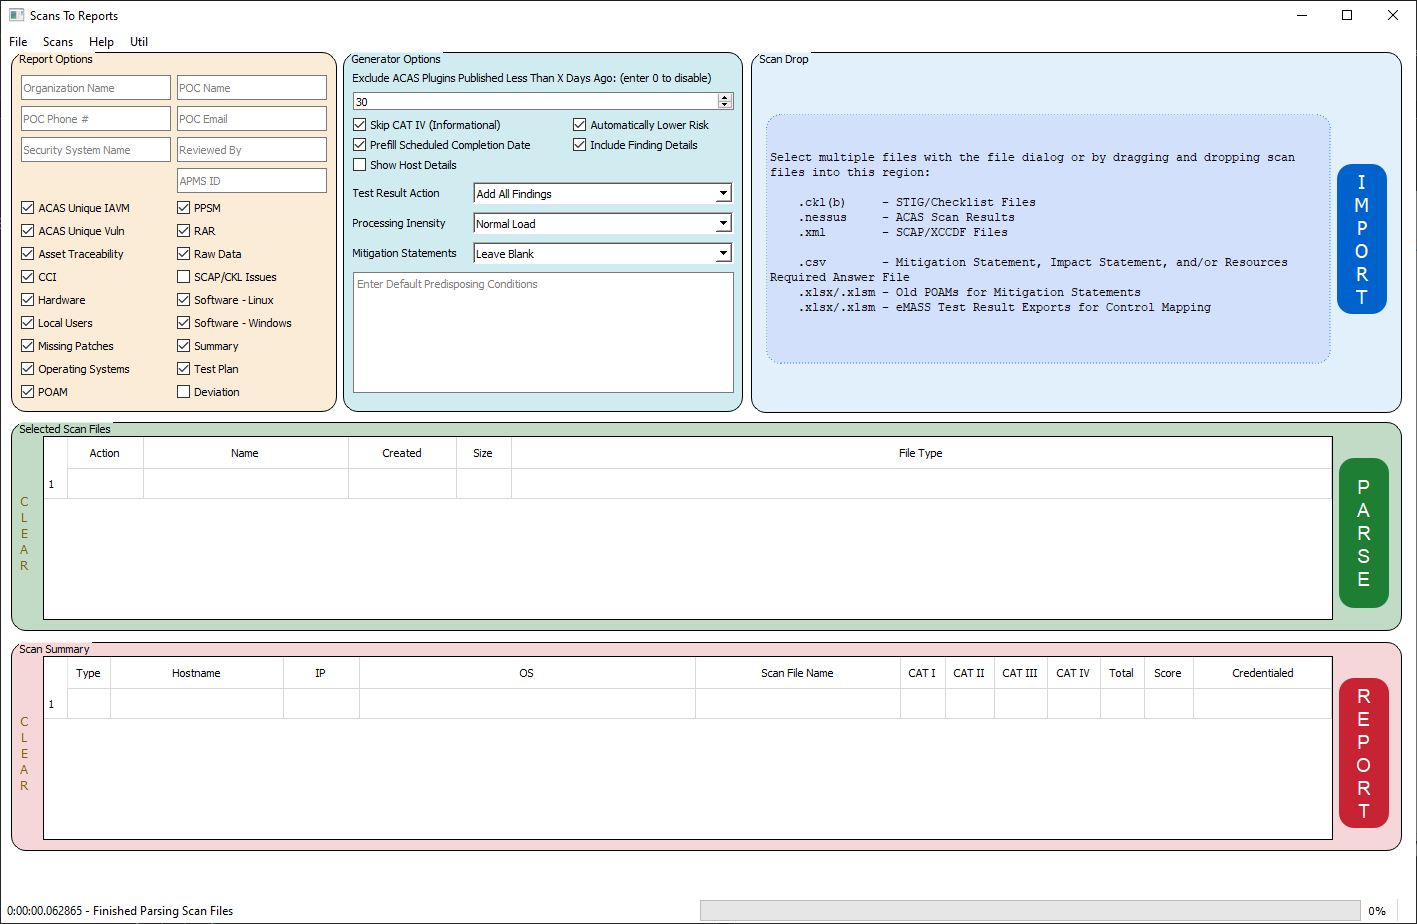 Scans To Reports
File Scans Help Util
Report Options
Organization Name POC Name
POC Phone # POC Email
Security System Name Reviewed By
APMS ID
ACAS Unique IAVM PPSM
ACAS Unique Vuln RAR
Asset Traceability Raw Data
CCI SCAP/CKL Issues
Hardware Software - Linux
Local Users Software - Windows
Missing Patches Summary
Operating Systems Test Plan
POAM Deviation
Generator Options
Exclude ACAS Plugins Published Less Than X Days Ago: (enter 0 to disable)
30
Skip CAT IV (Informational) Automatically Lower Risk
Prefill Scheduled Completion Date Include Finding Details
Show Host Details
Test Result Action Add All Findings
Processing Inensity Normal Load
Mitigation Statements Leave Blank
Enter Default Predisposing Conditions
Scan Drop
Select multiple files with the file dialog or by dragging and dropping scan
files into this region:
.ckl(b) - STIG/Checklist Files
.nessus - ACAS Scan Results
.xml - SCAP/XCCDF Files
.csv - Mitigation Statement, Impact Statement, and/or Resources
Required Answer File
.xlsx/.xlsm - Old POAMs for Mitigation Statements
.xlsx/.xlsm - eMASS Test Result Exports for Control Mapping
IMPORT
Selected Scan Files
CLEAR
Action Name Created Size File Type
1
PARSE
Scan Summary
CLEAR
Type Hostname IP OS Scan File Name CAT I CAT II CAT III CAT IV Total Score Credentialed
1
REPORT
0:00:00.062865 - Finished Parsing Scan Files 0%